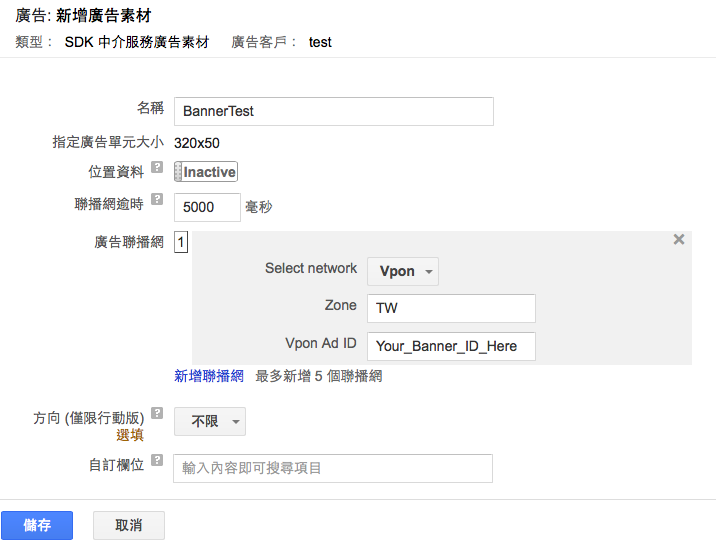 廣告: 新增廣告素材
類型： SDK 中介服務廣告素材 廣告客戶： test
名稱 BannerTest
指定廣告單元大小 320x50
位置資料 ? Inactive
聯播網逾時 ? 5000 毫秒
廣告聯播網 1
Select network Vpon
Zone TW
Vpon Ad ID Your_Banner_ID_Here
新增聯播網 最多新增 5 個聯播網
方向 (僅限行動版) ? 不限
選填
自訂欄位 ? 輸入內容即可搜尋項目
儲存 取消